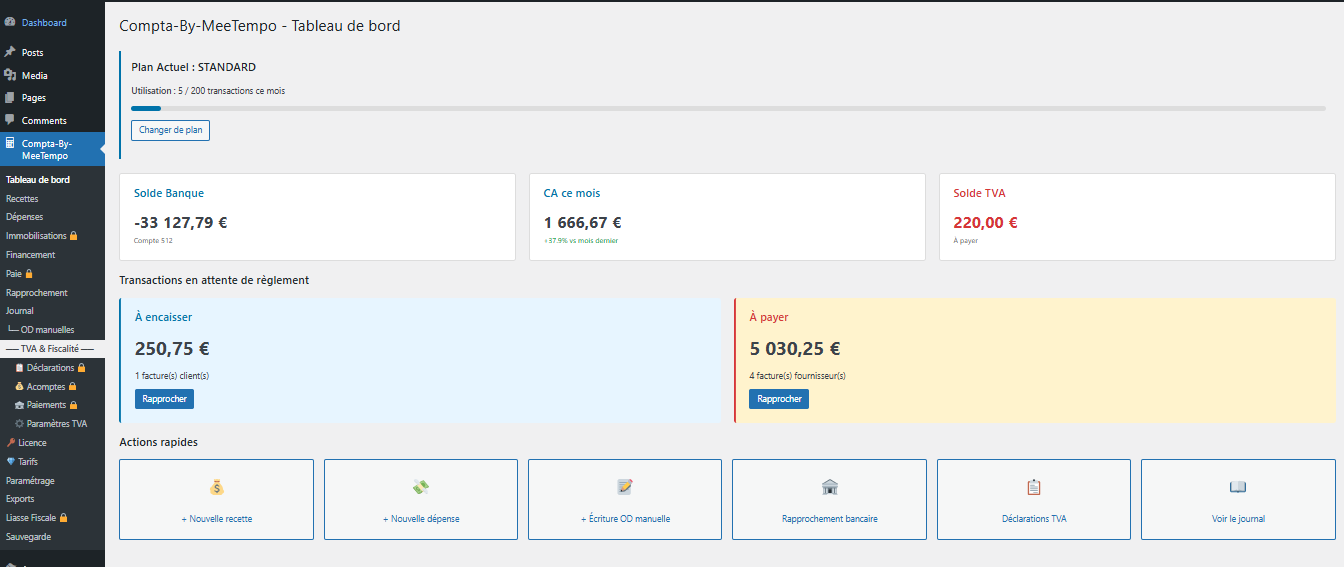 Dashboard
Posts
Media
Pages
Comments
Compta-By-
MeeTempo
Tableau de bord
Recettes
Dépenses
Immobilisations
Financement
Paie
Rapprochement
Journal
└─ OD manuelles
── TVA & Fiscalité ──
Déclarations
Acomptes
Paiements
Paramètres TVA
Licence
Tarifs
Paramétrage
Exports
Liasse Fiscale
Sauvegarde
Compta-By-MeeTempo - Tableau de bord
Plan Actuel : STANDARD
Utilisation : 5 / 200 transactions ce mois
Changer de plan
Solde Banque
-33 127,79 €
Compte 512
CA ce mois
1 666,67 €
+37.9% vs mois dernier
Solde TVA
220,00 €
À payer
Transactions en attente de règlement
À encaisser
250,75 €
1 facture(s) client(s)
Rapprocher
À payer
5 030,25 €
4 facture(s) fournisseur(s)
Rapprocher
Actions rapides
+ Nouvelle recette
+ Nouvelle dépense
+ Écriture OD manuelle
Rapprochement bancaire
Déclarations TVA
Voir le journal